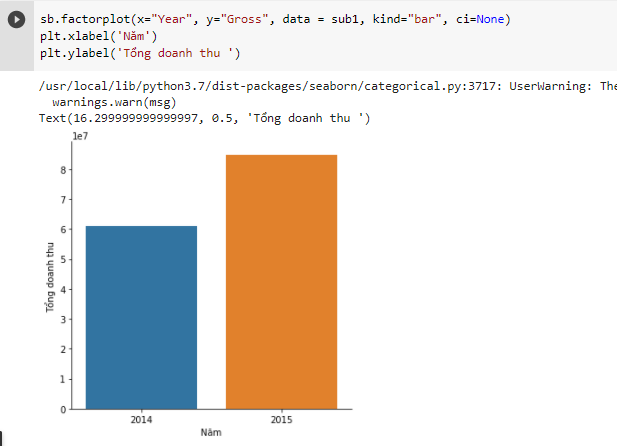 sb.factorplot(x="Year", y="Gross", data = sub1, kind="bar", ci=None)
plt.xlabel('Năm')
plt.ylabel('Tổng doanh thu ')
/usr/local/lib/python3.7/dist-packages/seaborn/categorical.py:3717: UserWarning: The
warnings.warn(msg)
Text(16.299999999999997, 0.5, 'Tổng doanh thu ')
1e7
8
7
6
5
4
3
2
1
0
Tổng doanh thu
2014 2015
Năm